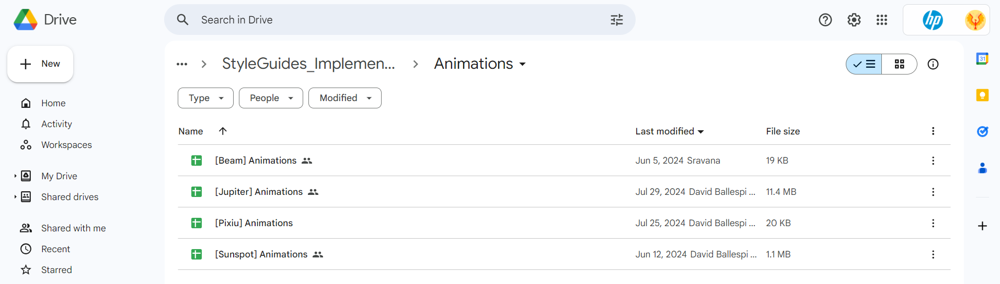 Drive
Search in Drive
hp
New
StyleGuides_Implemen...
Animations
31
Type
People
Modified
Home
Activity
Workspaces
My Drive
Shared drives
Shared with me
Recent
Starred
Name Last modified File size
[Beam] Animations Jun 5, 2024 Sravana 19 KB
[Jupiter] Animations Jul 29, 2024 David Ballespi ... 11.4 MB
[Pixiu] Animations Jul 25, 2024 David Ballespi ... 20 KB
[Sunspot] Animations Jun 12, 2024 David Ballespi ... 1.1 MB